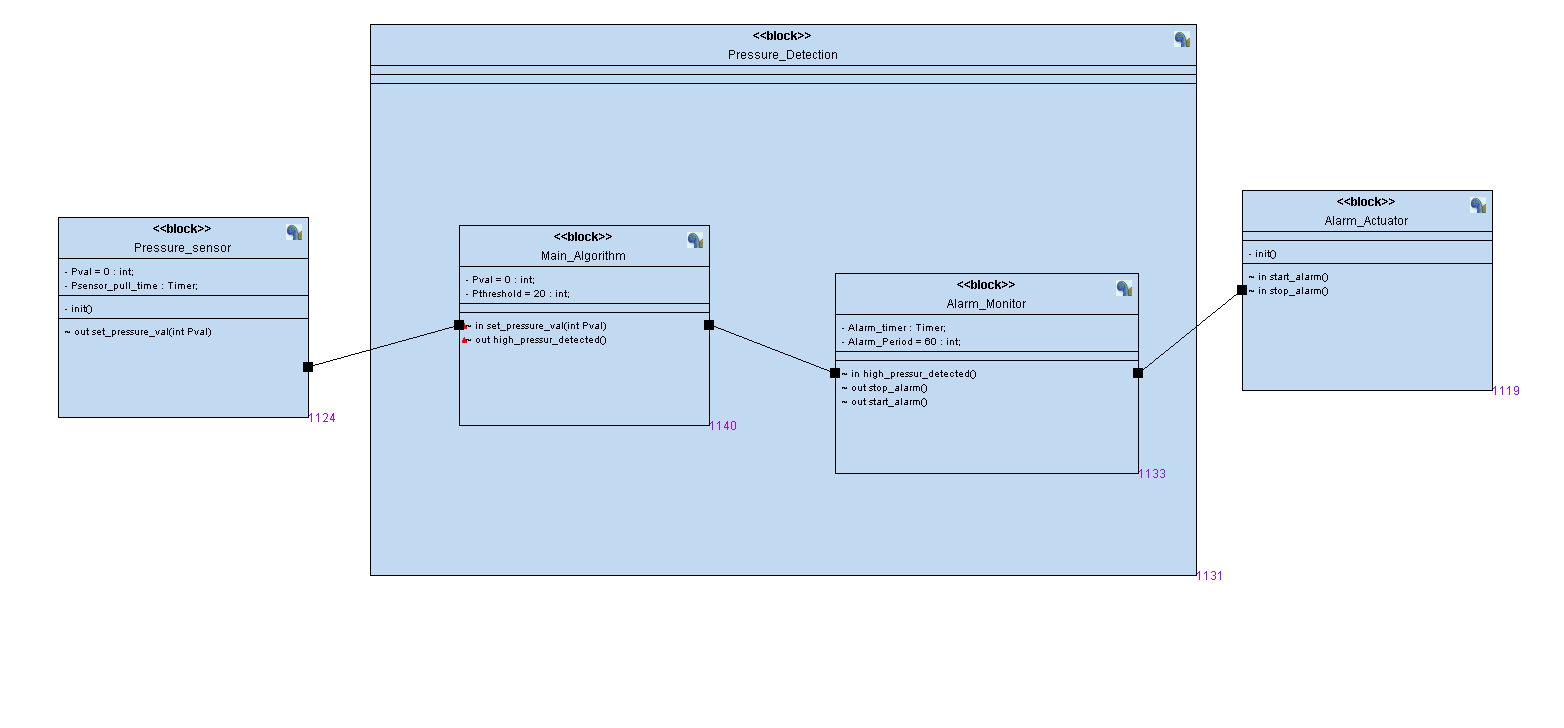 <<block>>
Pressure_Detection
<<block>>
Pressure_sensor
- Pval = 0 : int;
- Psensor_pull_time : Timer;
- init()
~ out set_pressure_val(int Pval)
1124
<<block>>
Main_Algorithm
- Pval = 0 : int;
- Pthreshold = 20 : int;
~ in set_pressure_val(int Pval)
~ out high_pressur_detected()
1140
<<block>>
Alarm_Monitor
- Alarm_timer : Timer;
- Alarm_Period = 60 : int;
~ in high_pressur_detected()
~ out stop_alarm()
~ out start_alarm()
1133
1131
<<block>>
Alarm_Actuator
- init()
~ in start_alarm()
~ in stop_alarm()
1119